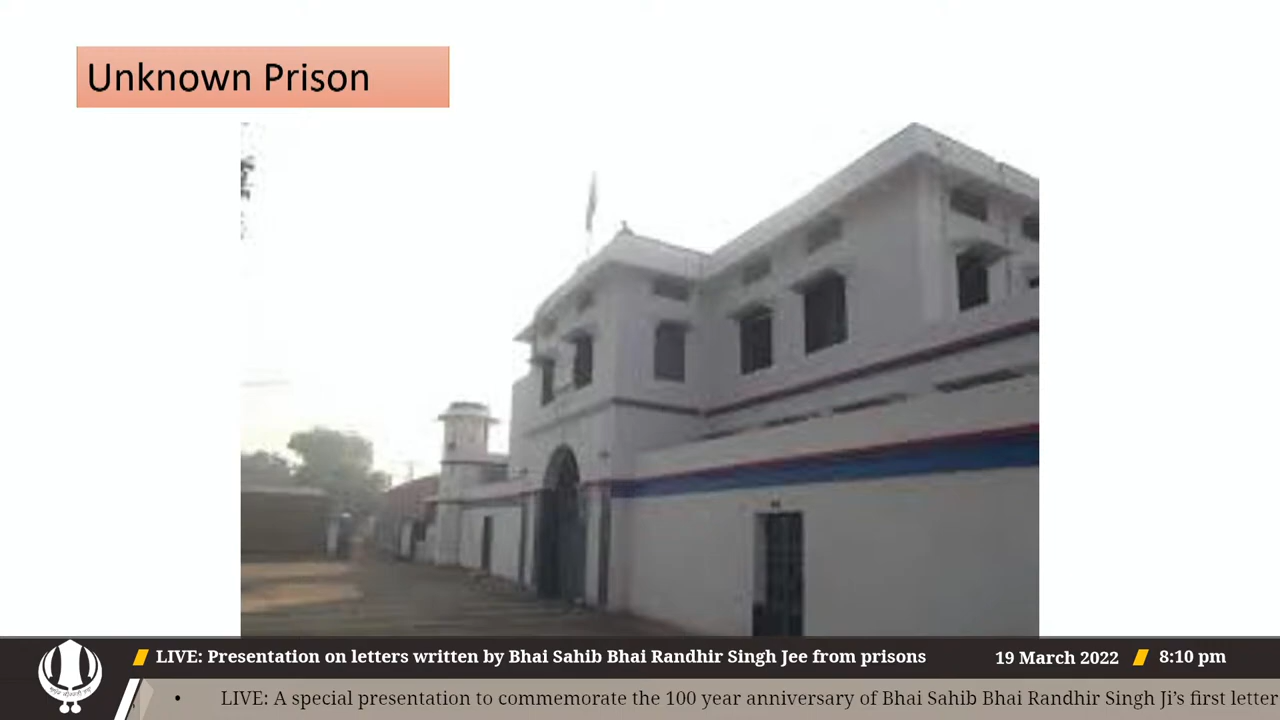 Unknown Prison
LIVE: Presentation on letters written by Bhai Sahib Bhai Randhir Singh Jee from prisons
19 March 2022
8:10 pm
• LIVE: A special presentation to commemorate the 100 year anniversary of Bhai Sahib Bhai Randhir Singh Ji’s first letter